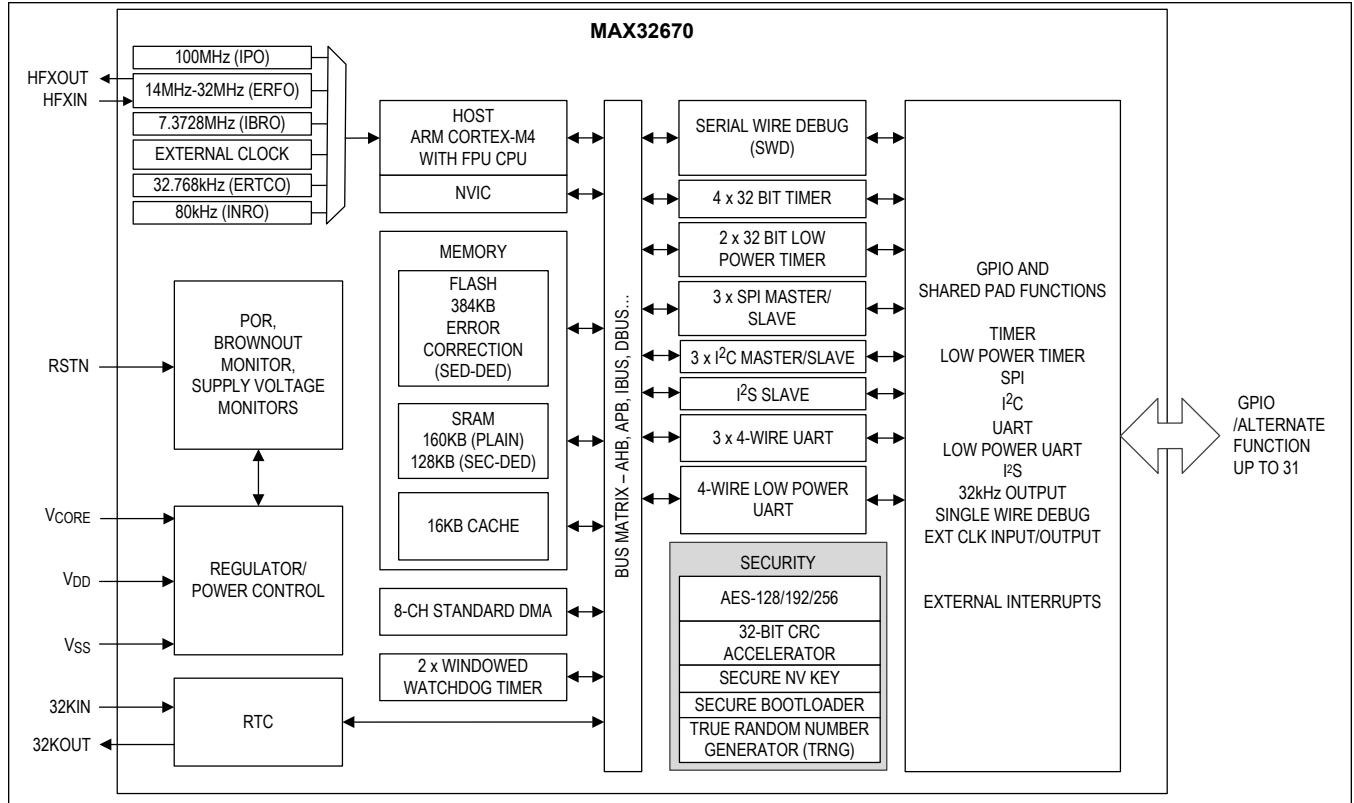 MAX32670
100MHz (IPO)
HFXOUT
14MHz-32MHz (ERFO)
HFXIN
7.3728MHz (IBRO)
EXTERNAL CLOCK
32.768kHz (ERTCO)
80kHz (INRO)
HOST
ARM CORTEX-M4
WITH FPU CPU
NVIC
MEMORY
FLASH
384KB
ERROR
CORRECTION
(SED-DED)
SRAM
160KB (PLAIN)
128KB (SEC-DED)
16KB CACHE
8-CH STANDARD DMA
2 x WINDOWED
WATCHDOG TIMER
RSTN
POR,
BROWNOUT
MONITOR,
SUPPLY VOLTAGE
MONITORS
VCORE
VDD
VSS
REGULATOR/
POWER CONTROL
32KIN
32KOUT
RTC
BUS MATRIX – AHB, APB, IBUS, DBUS...
SERIAL WIRE DEBUG
(SWD)
4 x 32 BIT TIMER
2 x 32 BIT LOW
POWER TIMER
3 x SPI MASTER/
SLAVE
3 x I2C MASTER/SLAVE
I2S SLAVE
3 x 4-WIRE UART
4-WIRE LOW POWER
UART
SECURITY
AES-128/192/256
32-BIT CRC
ACCELERATOR
SECURE NV KEY
SECURE BOOTLOADER
TRUE RANDOM NUMBER
GENERATOR (TRNG)
GPIO AND
SHARED PAD FUNCTIONS
TIMER
LOW POWER TIMER
SPI
I2C
UART
LOW POWER UART
I2S
32kHz OUTPUT
SINGLE WIRE DEBUG
EXT CLK INPUT/OUTPUT
EXTERNAL INTERRUPTS
GPIO
/ALTERNATE
FUNCTION
UP TO 31